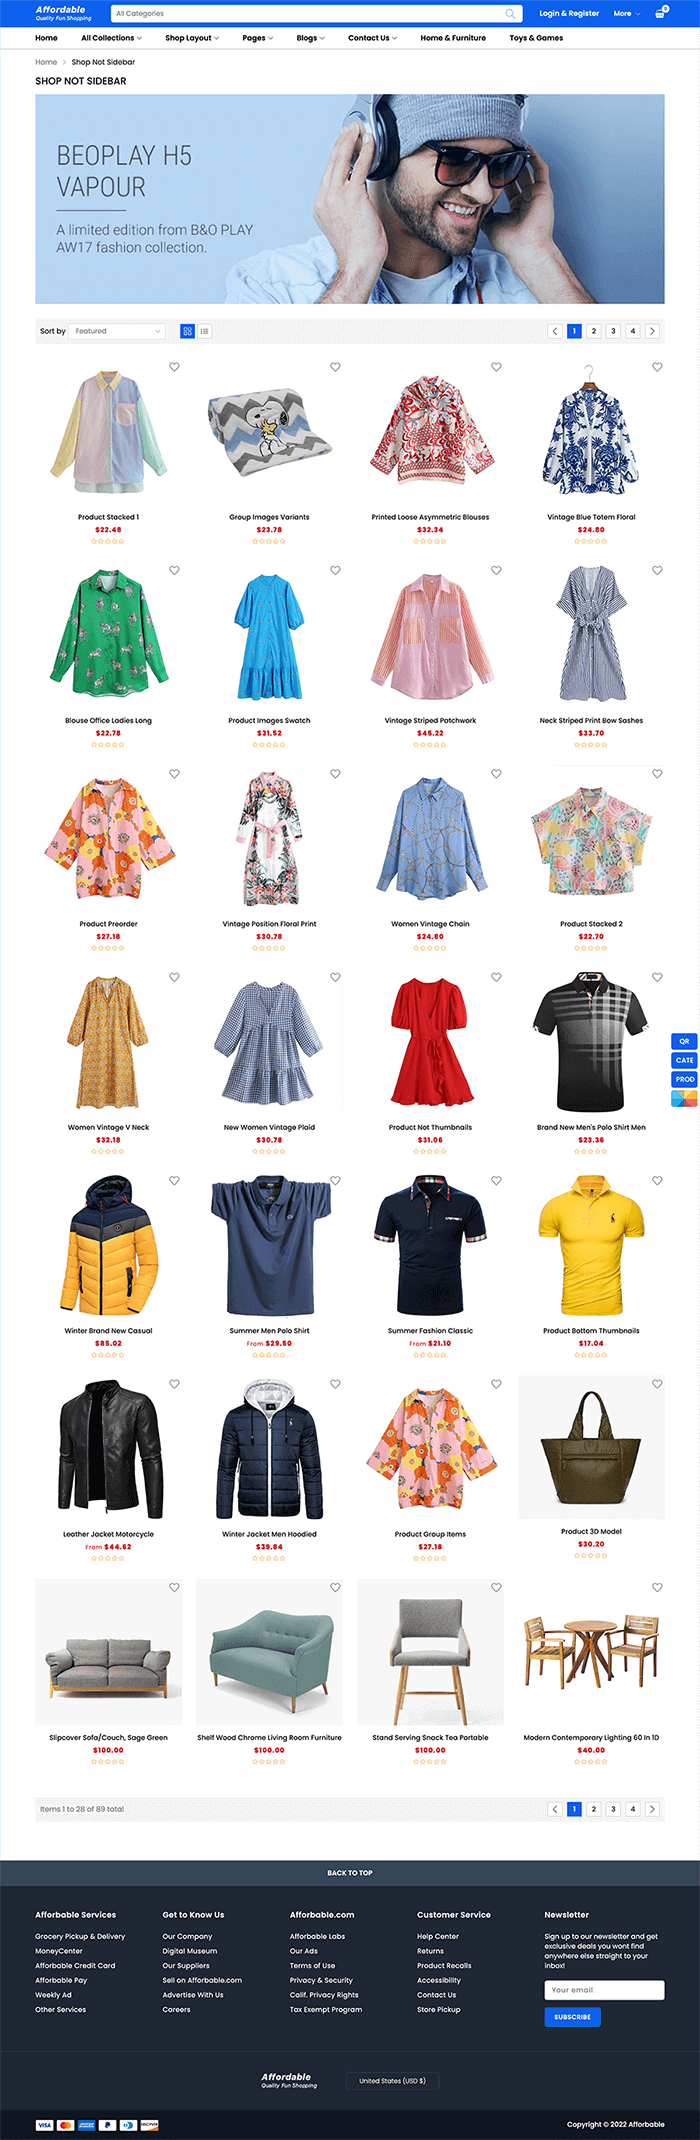 Affordable
Quality Fun Shopping
All Categories
Login & Register
More
0
Home
All Collections
Shop Layout
Pages
Blogs
Contact Us
Home & Furniture
Toys & Games
Home
Shop Not Sidebar
SHOP NOT SIDEBAR
BEOPLAY H5
VAPOUR
A limited edition from B&O PLAY
AW17 fashion collection.
Sort by
Featured
1 2 3 4
Product Stacked 1
$22.48
Group Images Variants
$23.78
Printed Loose Asymmetric Blouses
$32.34
Vintage Blue Totem Floral
$24.80
Blouse Office Ladies Long
$22.78
Product Images Swatch
$31.52
Vintage Striped Patchwork
$45.22
Neck Striped Print Bow Sashes
$33.70
Product Preorder
$27.18
Vintage Position Floral Print
$30.78
Women Vintage Chain
$24.80
Product Stacked 2
$22.70
Women Vintage V Neck
$32.18
New Women Vintage Plaid
$30.78
Product Not Thumbnails
$31.06
Brand New Men's Polo Shirt Men
$23.36
QR
CATE
PROD
Winter Brand New Casual
$85.02
Summer Men Polo Shirt
From $29.50
Summer Fashion Classic
From $21.10
Product Bottom Thumbnails
$17.04
Leather Jacket Motorcycle
From $44.62
Winter Jacket Men Hoodied
$39.84
Product Group Items
$27.18
Product 3D Model
$30.20
Slipcover Sofa/Couch, Sage Green
$100.00
Shelf Wood Chrome Living Room Furniture
$100.00
Stand Serving Snack Tea Portable
$100.00
Modern Contemporary Lighting 60 In 1D
$40.00
Items 1 to 28 of 89 total
1 2 3 4
BACK TO TOP
Afforbable Services
Grocery Pickup & Delivery
MoneyCenter
Afforbable Credit Card
Afforbable Pay
Weekly Ad
Other Services
Get to Know Us
Our Company
Digital Museum
Our Suppliers
Sell on Afforbable.com
Advertise With Us
Careers
Afforbable.com
Afforbable Labs
Our Ads
Terms of Use
Privacy & Security
Calif. Privacy Rights
Tax Exempt Program
Customer Service
Help Center
Returns
Product Recalls
Accessibility
Contact Us
Store Pickup
Newsletter
Sign up to our newsletter and get
exclusive deals you wont find
anywhere else straight to your
inbox!
Your email
SUBSCRIBE
Affordable
Quality Fun Shopping
United States (USD $)
VISA
DISCOVER
Copyright © 2022 Afforbable